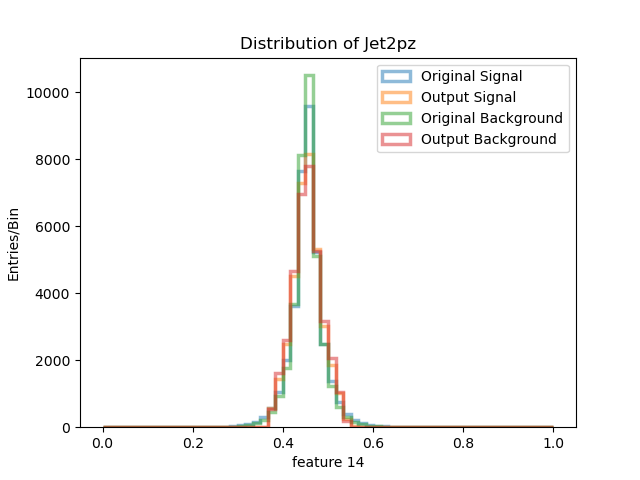 Distribution of Jet2pz
Original Signal
Output Signal
Original Background
Output Background
Entries/Bin
10000
8000
6000
4000
2000
0
0.0 0.2 0.4 0.6 0.8 1.0
feature 14